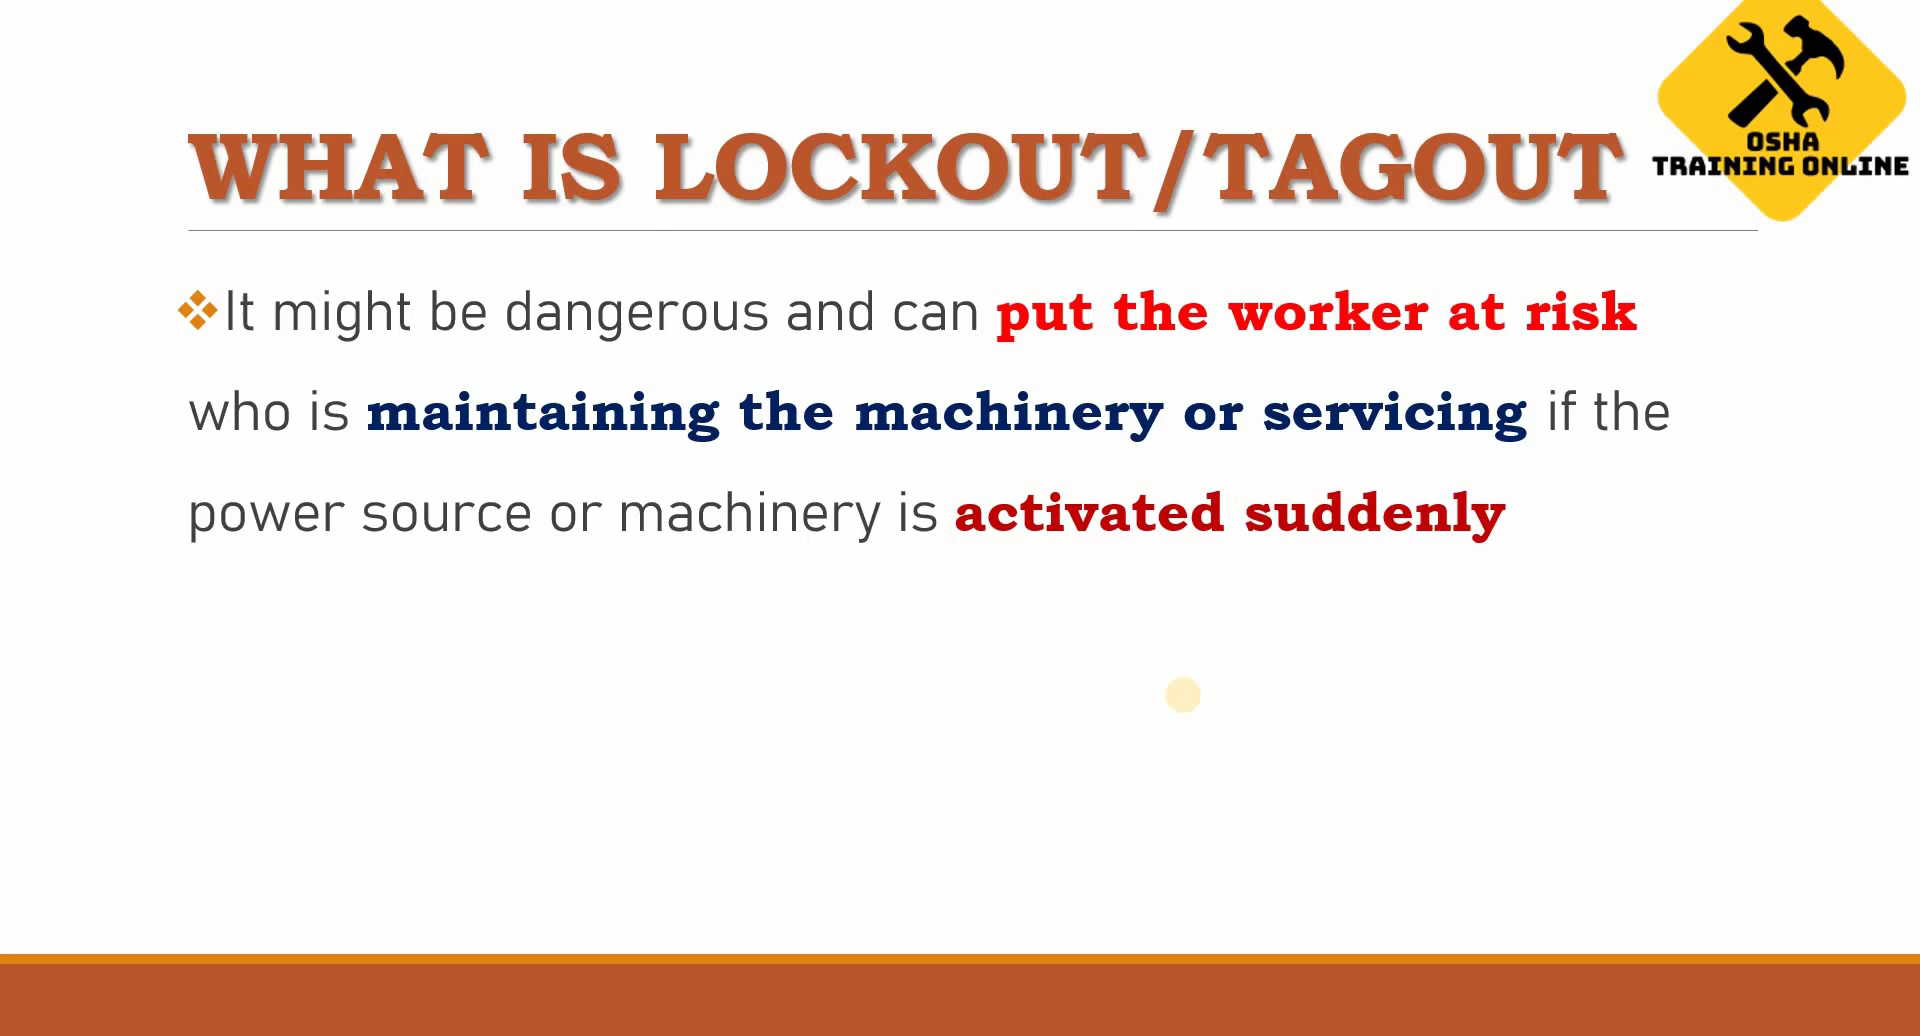 WHAT IS LOCKOUT/TAGOUT
OSHA
TRAINING ONLINE
It might be dangerous and can put the worker at risk
who is maintaining the machinery or servicing if the
power source or machinery is activated suddenly